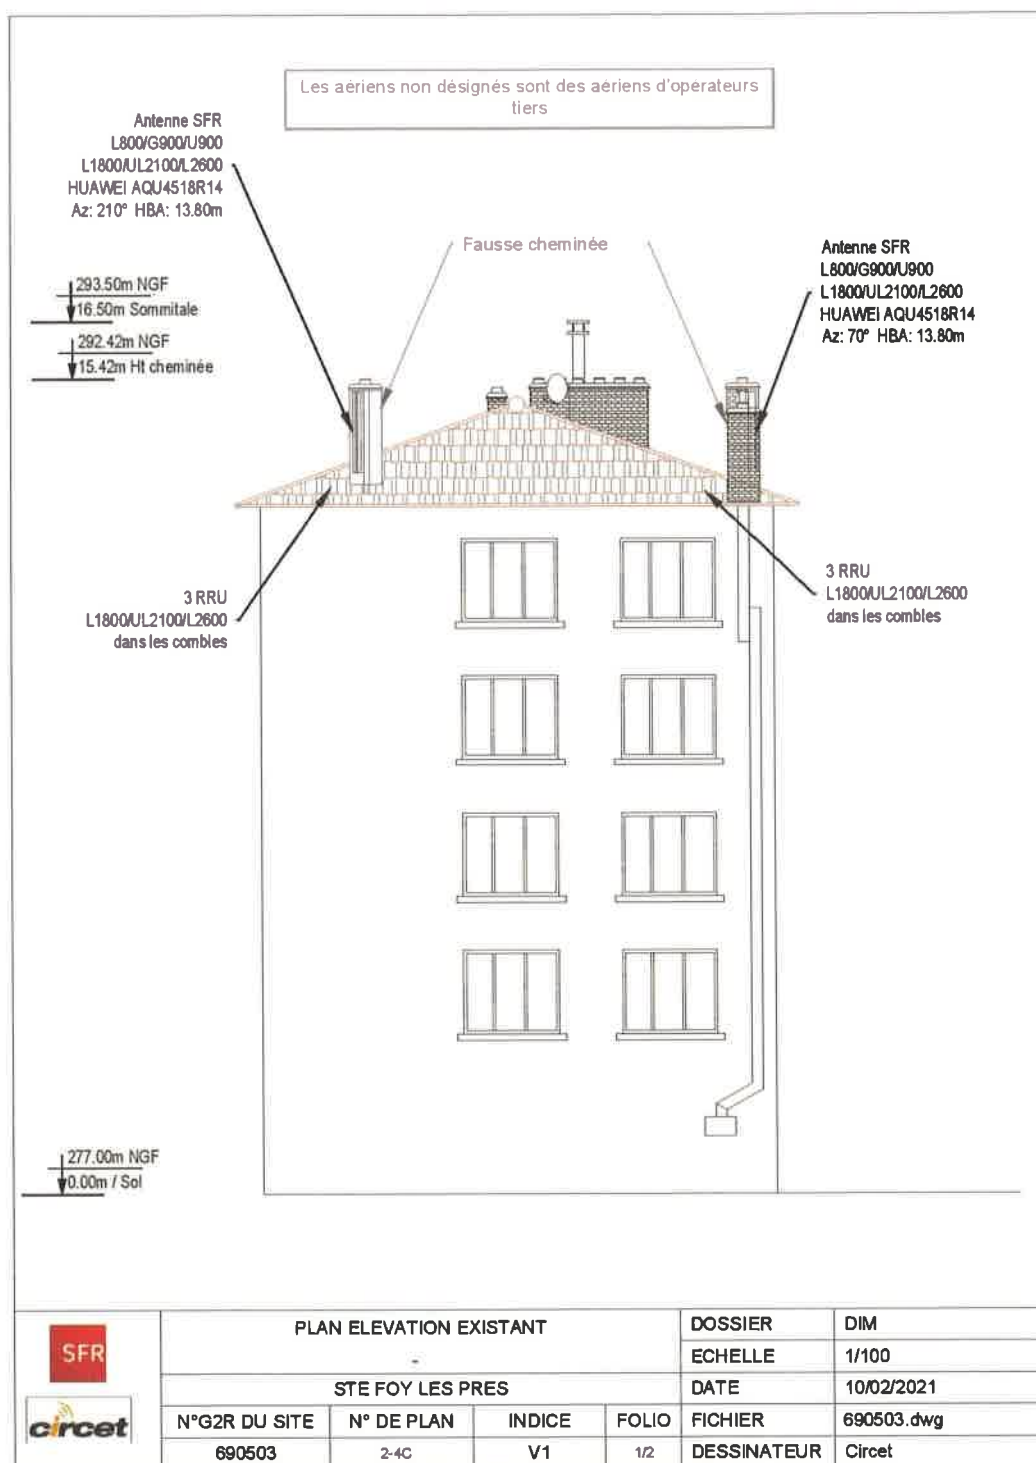 Les aériens non désignés sont des aériens d'opérateurs
tiers
Antenne SFR
L800/G900/U900
L1800/UL2100/L2600
HUAWEI AQU4518R14
Az: 210° HBA: 13.80m
Fausse cheminée
Antenne SFR
L800/G900/U900
L1800/UL2100/L2600
HUAWEI AQU4518R14
Az: 70° HBA: 13.80m
293.50m NGF
16.50m Sommitale
292.42m NGF
15.42m Ht cheminée
3 RRU
L1800/UL2100/L2600
dans les combles
3 RRU
L1800/UL2100/L2600
dans les combles
277.00m NGF
0.00m / Sol
SFR
circet
PLAN ELEVATION EXISTANT
-
STE FOY LES PRES
N°G2R DU SITE
N° DE PLAN
INDICE
FOLIO
690503
2-4C
V1
1/2
DOSSIER
DIM
ECHELLE
1/100
DATE
10/02/2021
FICHIER
690503.dwg
DESSINATEUR
Circet